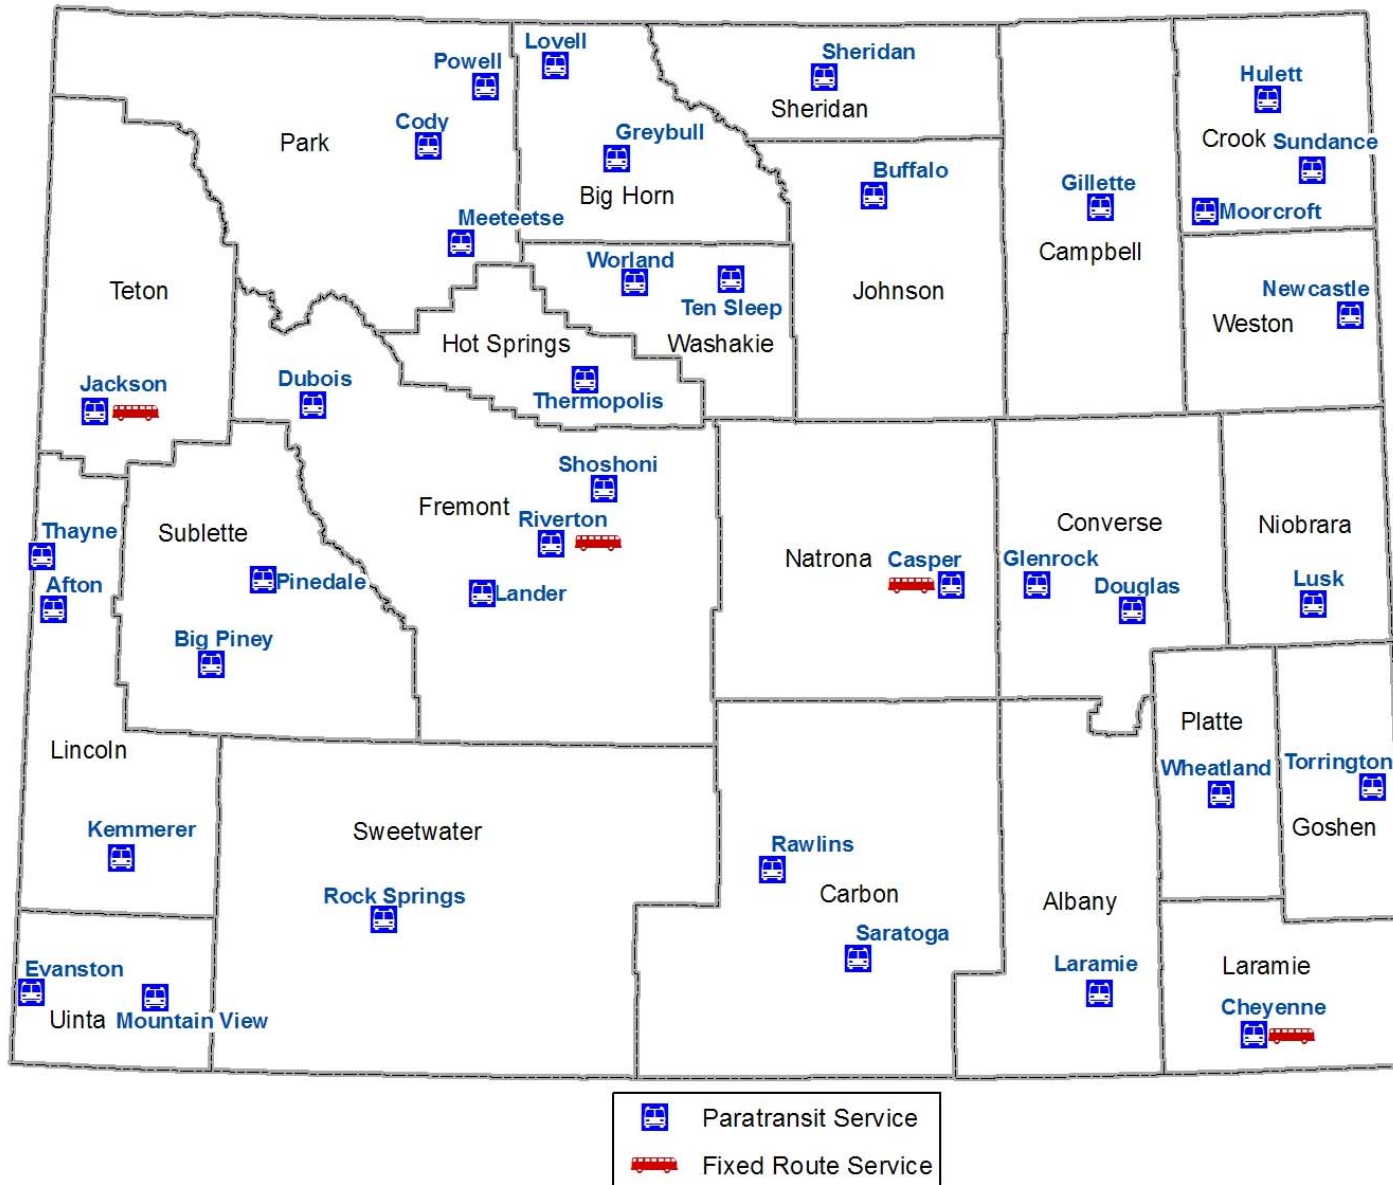 Lovell
Powell
Sheridan
Sheridan
Hulett
Cody
Park
Greybull
Crook
Sundance
Big Horn
Buffalo
Gillette
Moorcroft
Meeteetse
Campbell
Teton
Worland
Ten Sleep
Johnson
Newcastle
Weston
Hot Springs
Washakie
Jackson
Dubois
Thermopolis
Shoshoni
Fremont
Riverton
Thayne
Sublette
Natrona
Casper
Converse
Niobrara
Glenrock
Afton
Pinedale
Lander
Douglas
Lusk
Big Piney
Lincoln
Platte
Wheatland
Torrington
Kemmerer
Sweetwater
Goshen
Rawlins
Rock Springs
Carbon
Albany
Saratoga
Evanston
Laramie
Laramie
Uinta
Mountain View
Cheyenne
Paratransit Service
Fixed Route Service